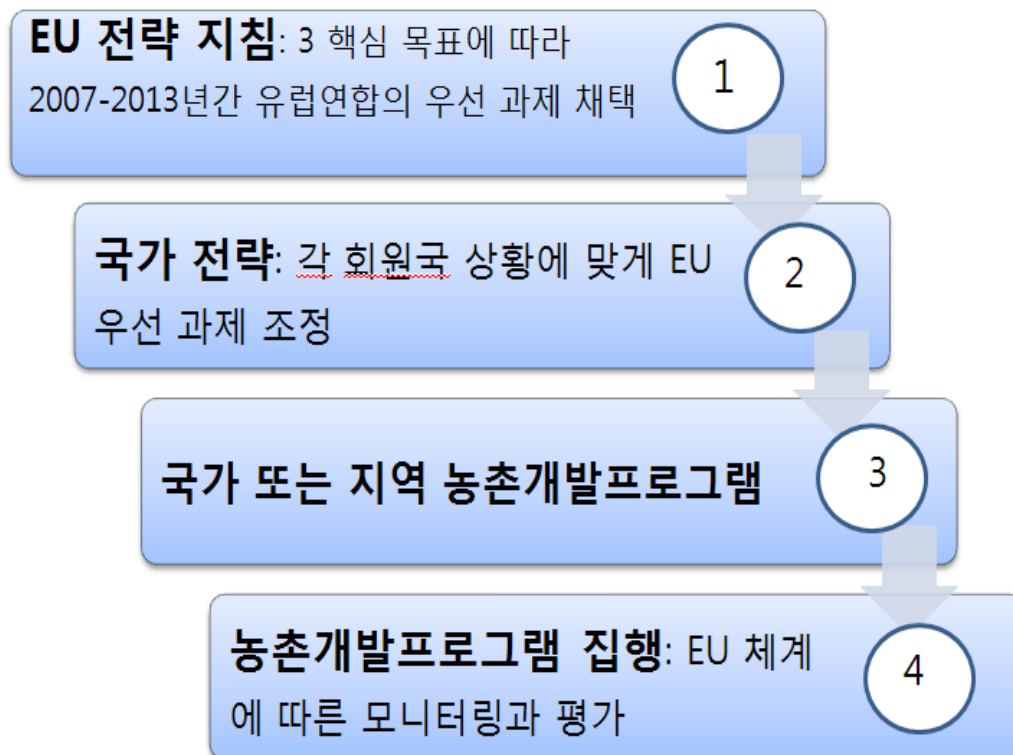 EU 전략 지침: 3 핵심 목표에 따라
2007-2013년간 유럽연합의 우선 과제 채택
1
국가 전략: 각 회원국 상황에 맞게 EU
우선 과제 조정
2
국가 또는 지역 농촌개발프로그램
3
농촌개발프로그램 집행: EU 체계
에 따른 모니터링과 평가
4